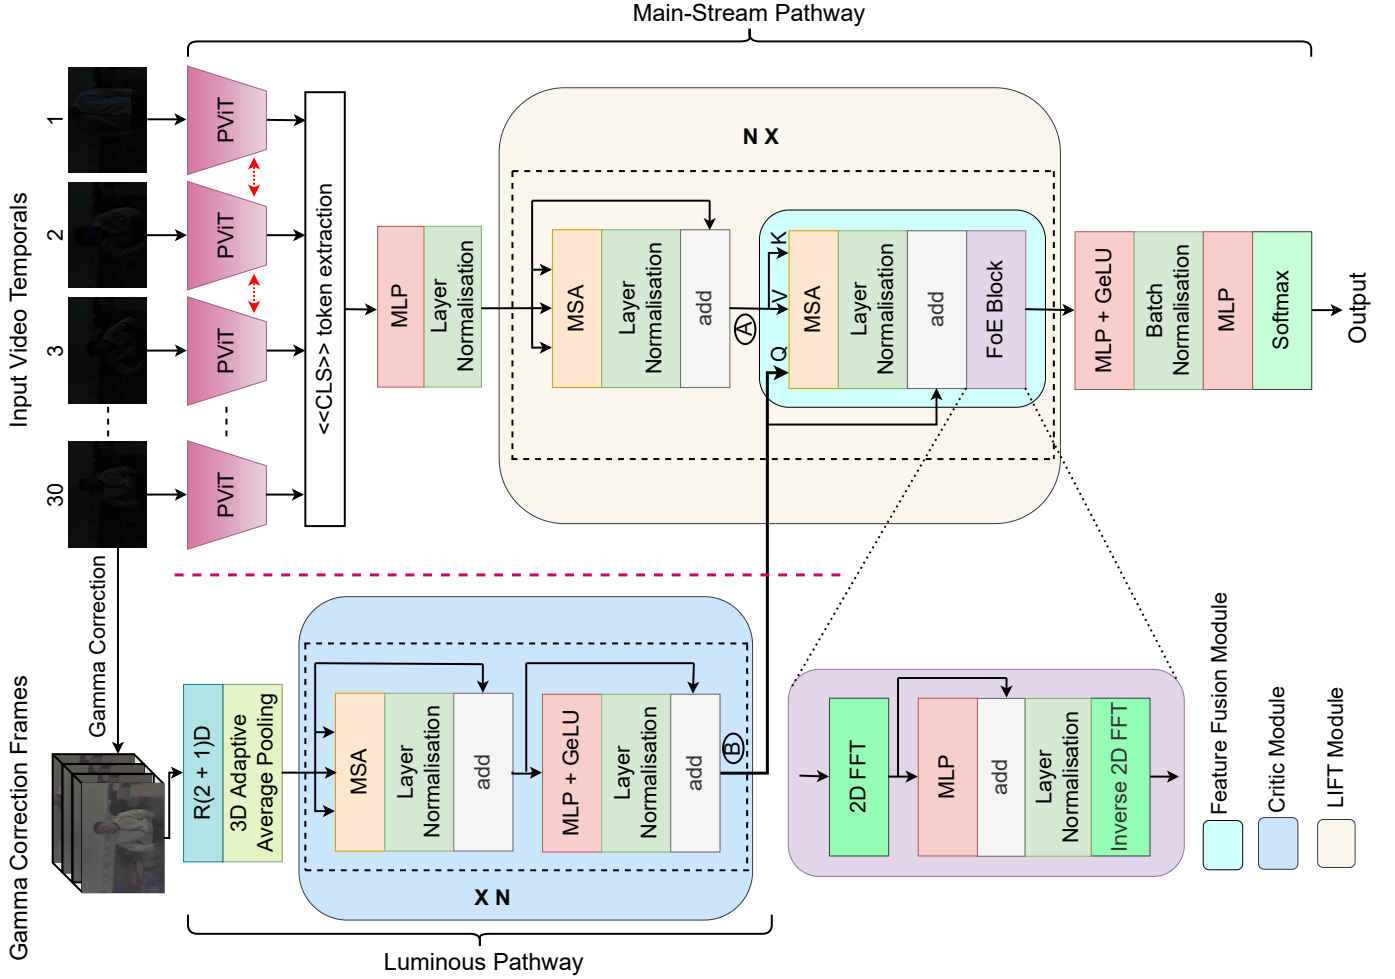 Main-Stream Pathway
Input Video Temporals
1
2
3
30
PViT
PViT
PViT
PViT
<<CLS>> token extraction
MLP
Layer
Normalisation
N X
MSA
Layer
Normalisation
add
A
K
V
Q
MSA
Layer
Normalisation
add
FoE Block
MLP + GeLU
Batch
Normalisation
MLP
Softmax
Output
Gamma Correction
Gamma Correction Frames
R(2 + 1)D
3D Adaptive
Average Pooling
MSA
Layer
Normalisation
add
MLP + GeLU
Layer
Normalisation
add
B
X N
Luminous Pathway
2D FFT
MLP
add
Layer
Normalisation
Inverse 2D FFT
Feature Fusion Module
Critic Module
LIFT Module